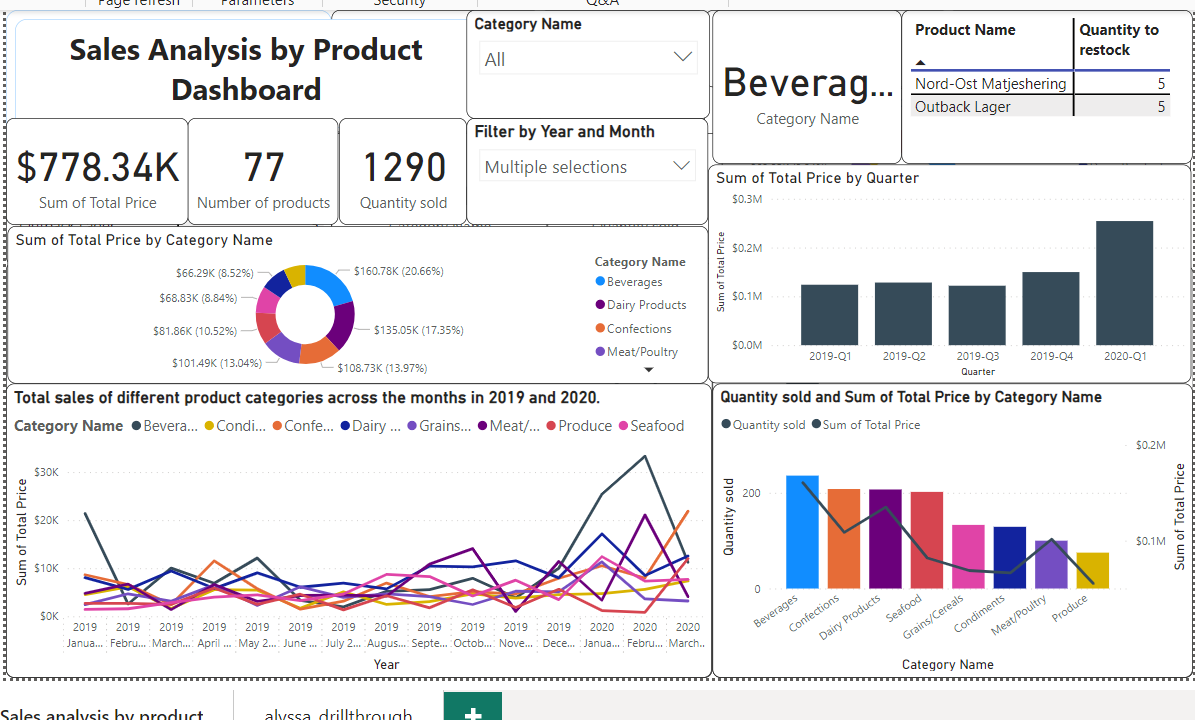 Page refresh
Parameters
Security
Q&A
Sales Analysis by Product
Dashboard
Category Name
All
Filter by Year and Month
Multiple selections
Beverag...
Category Name
Product Name
Quantity to
restock
Nord-Ost Matjeshering 5
Outback Lager 5
$778.34K
Sum of Total Price
77
Number of products
1290
Quantity sold
Sum of Total Price by Category Name
$160.78K (20.66%)
$135.05K (17.35%)
$108.73K (13.97%)
$101.49K (13.04%)
$81.86K (10.52%)
$68.83K (8.84%)
$66.29K (8.52%)
Category Name
Beverages
Dairy Products
Confections
Meat/Poultry
Sum of Total Price by Quarter
Sum of Total Price
$0.3M
$0.2M
$0.1M
$0.0M
2019-Q1 2019-Q2 2019-Q3 2019-Q4 2020-Q1
Quarter
Total sales of different product categories across the months in 2019 and 2020.
Category Name Bevera... Condi... Confe... Dairy ... Grains... Meat/... Produce Seafood
Sum of Total Price
$30K
$20K
$10K
$0K
2019 2019 2019 2019 2019 2019 2019 2019 2019 2019 2019 2019 2020 2020 2020
Janua... Febru... March... April ... May 2... June ... July 2... Augus... Septe... Octob... Nove... Dece... Janua... Febru... March...
Year
Quantity sold and Sum of Total Price by Category Name
Quantity sold Sum of Total Price
Quantity sold
200
0
$0.2M
$0.1M
Sum of Total Price
Beverages Confections Dairy Products Seafood Grains/Cereals Condiments Meat/Poultry Produce
Category Name
Sales analysis by product
alyssa_drillthrough
+